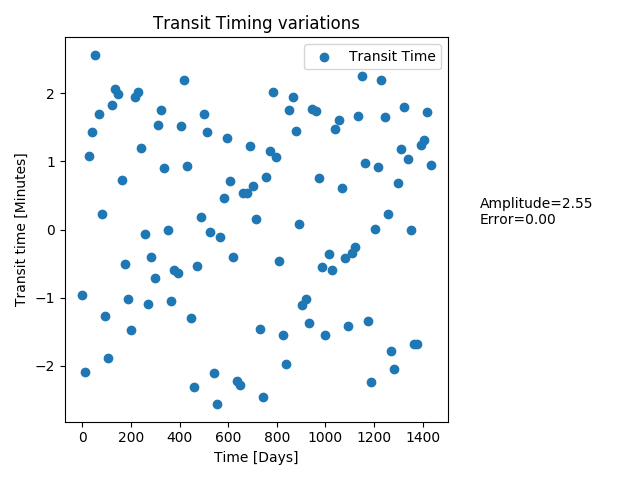 Transit Timing variations
Transit Time
Transit time [Minutes]
2
1
0
−1
−2
0 200 400 600 800 1000 1200 1400
Time [Days]
Amplitude=2.55
Error=0.00